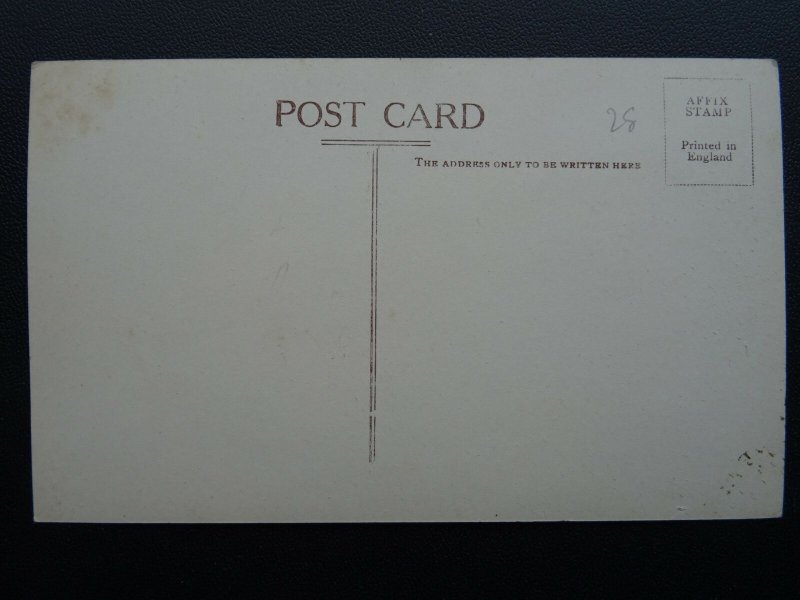 POST CARD
28
AFFIX
STAMP
Printed in
England
THE ADDRESS ONLY TO BE WRITTEN HERE